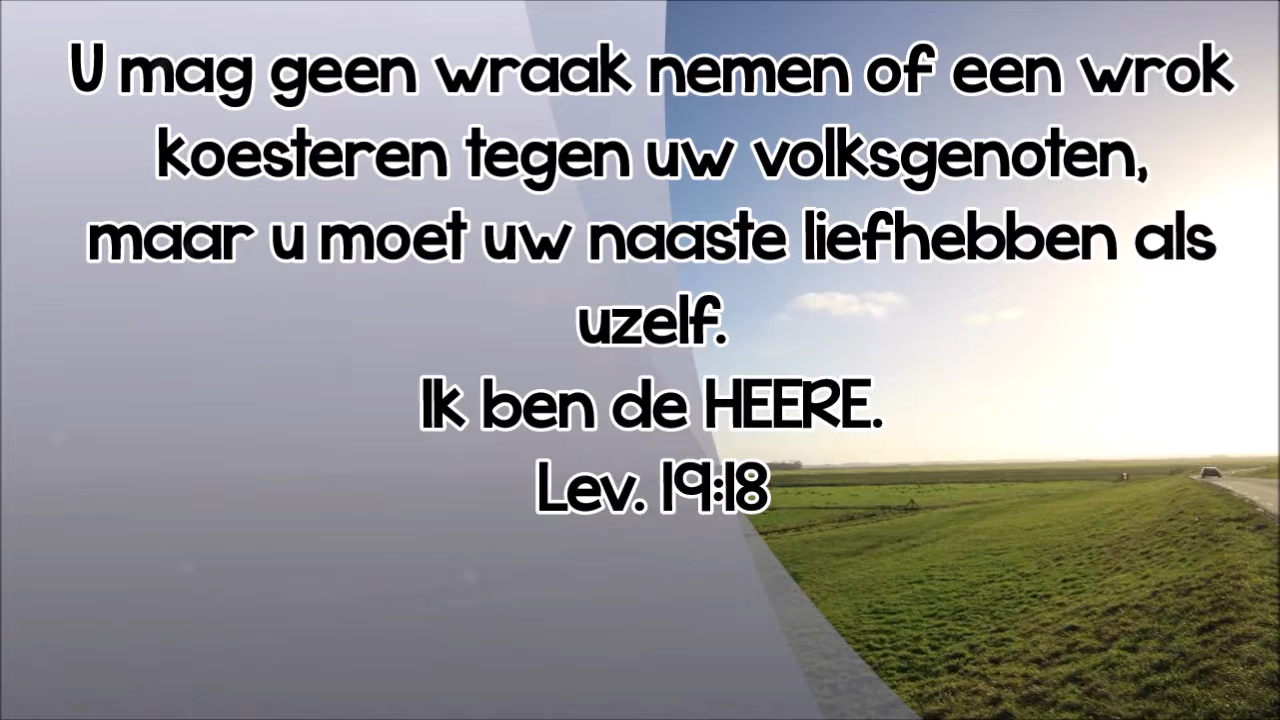 U mag geen wraak nemen of een wrok
koesteren tegen uw volksgenoten,
maar u moet uw naaste liefhebben als
uzelf.
Ik ben de HEERE.
Lev. 19:18